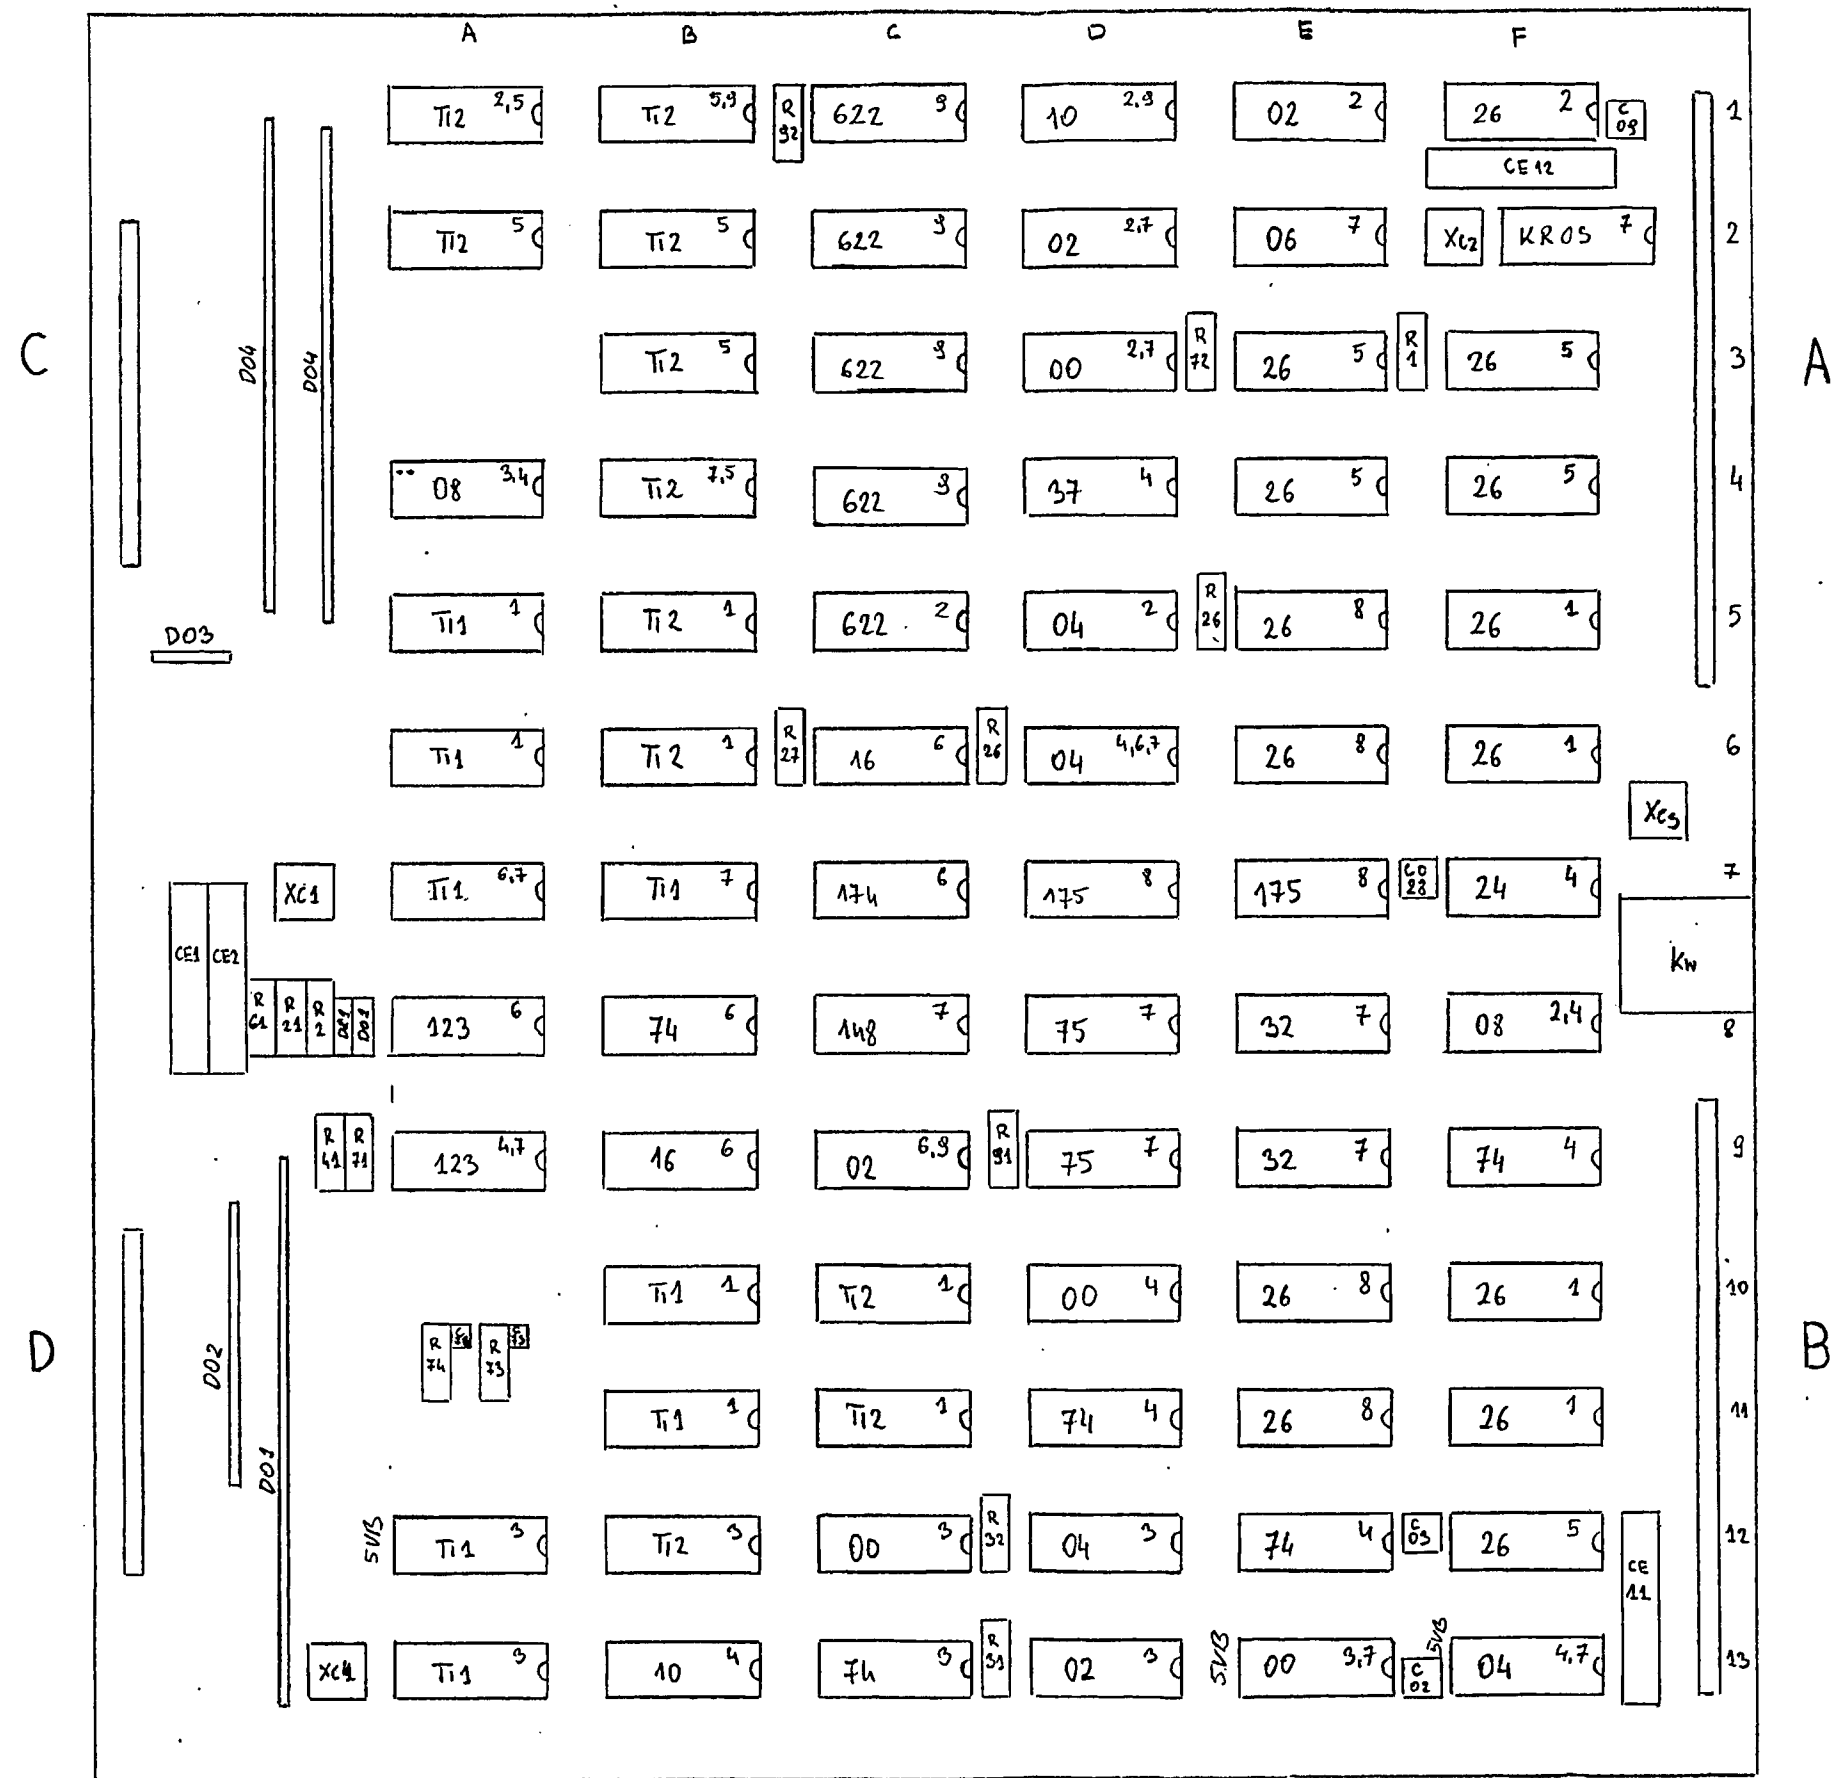 A B C D E F
Ti2 2,5 Ti2 5,9 R 92 622 9 10 2,9 02 2 26 2 C 09 1
CE12
Ti2 5 Ti2 5 622 9 02 2,7 06 7 Xc2 KROS 7 2
C D04 D04 Ti2 5 622 9 00 2,7 R 72 26 5 R 1 26 5 3 A
08 3,4 Ti2 7,5 622 9 37 4 26 5 26 5 4
D03 Ti1 1 Ti2 1 622 2 04 2 R 26 26 8 26 1 5
Ti1 1 Ti2 1 R 27 16 6 R 26 04 4,6,7 26 8 26 1 6
Xc3
XC1 Ti1 6,7 Ti1 7 174 6 175 8 175 8 24 4 7
CE1 CE2 Kw
R 61 R 21 R 2 123 6 74 6 148 7 75 7 32 7 08 2,4 8
R 41 R 71 123 4,7 16 6 02 6,9 R 91 75 7 32 7 74 4 9
Ti1 1 Ti2 1 00 4 26 8 26 1 10
D D02 R 74 R 73 B
D01 Ti1 1 Ti2 1 74 4 26 8 26 1 11
5VB Ti1 3 Ti2 3 00 3 R 32 04 3 74 4 C 03 26 5 12
CE 11
XC4 Ti1 3 10 4 74 3 R 31 02 3 5VB 00 3,7 C 02 5VB 04 4,7 13